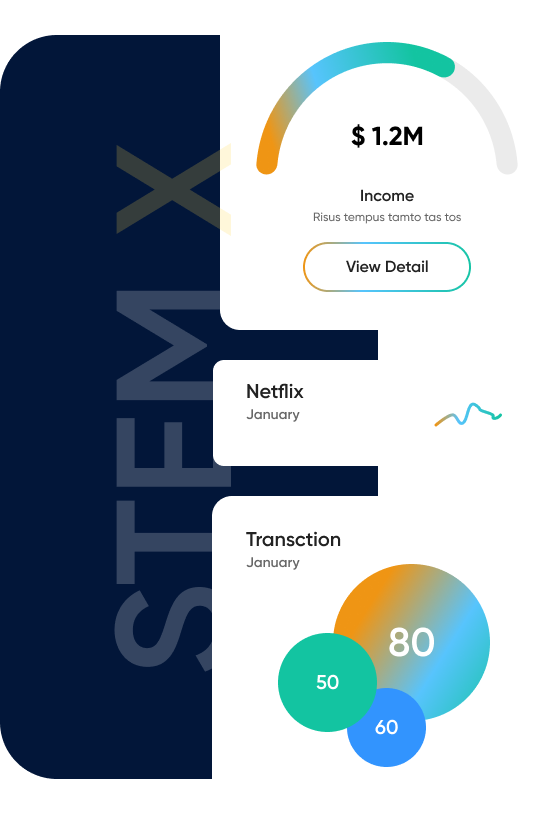 $ 1.2M
Income
Risus tempus tamto tas tos
View Detail
STEM X
Netflix
January
Transction
January
80
50
60